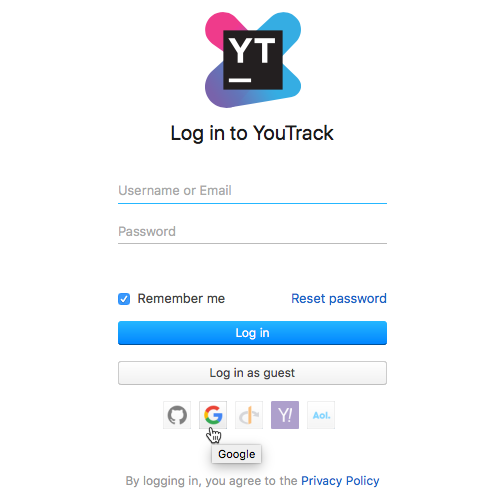 YT
Log in to YouTrack
Username or Email
Password
Remember me Reset password
Log in
Log in as guest
Y! Aol.
Google
By logging in, you agree to the Privacy Policy